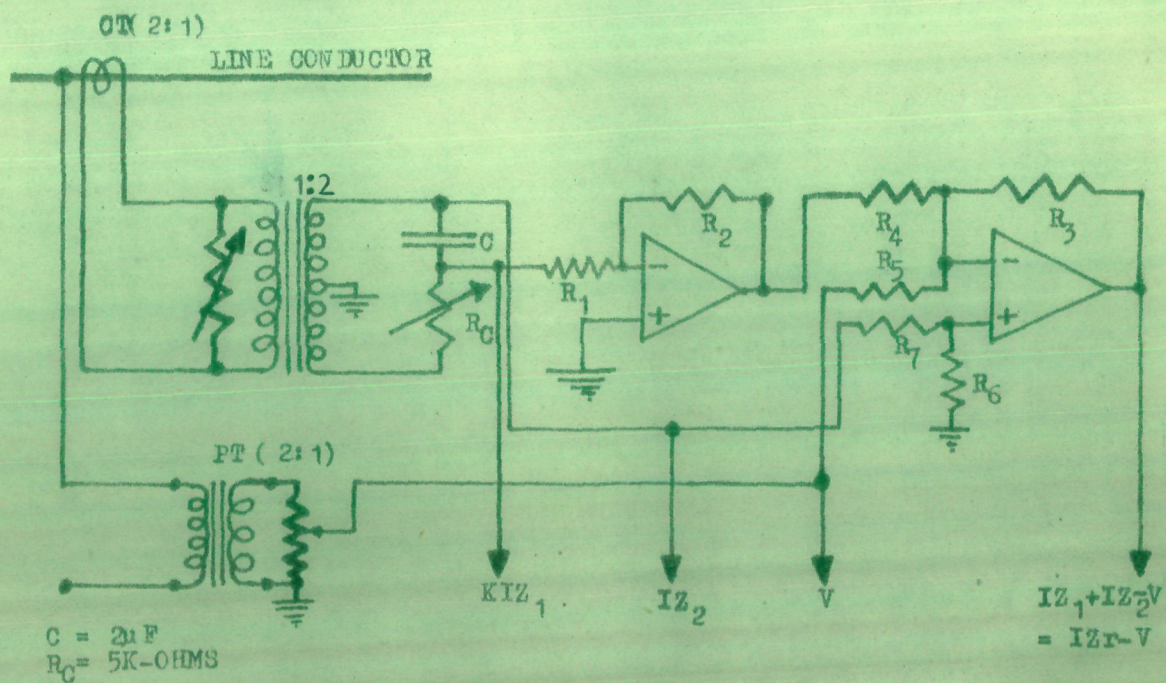 CT( 2:1)
LINE CONDUCTOR
1:2
C
R2
R4
R3
R5
R1
RC
R7
R6
PT ( 2:1)
KIZ1
IZ2
V
IZ1+IZ2-V
= IZr-V
C = 2uF
RC= 5K-OHMS